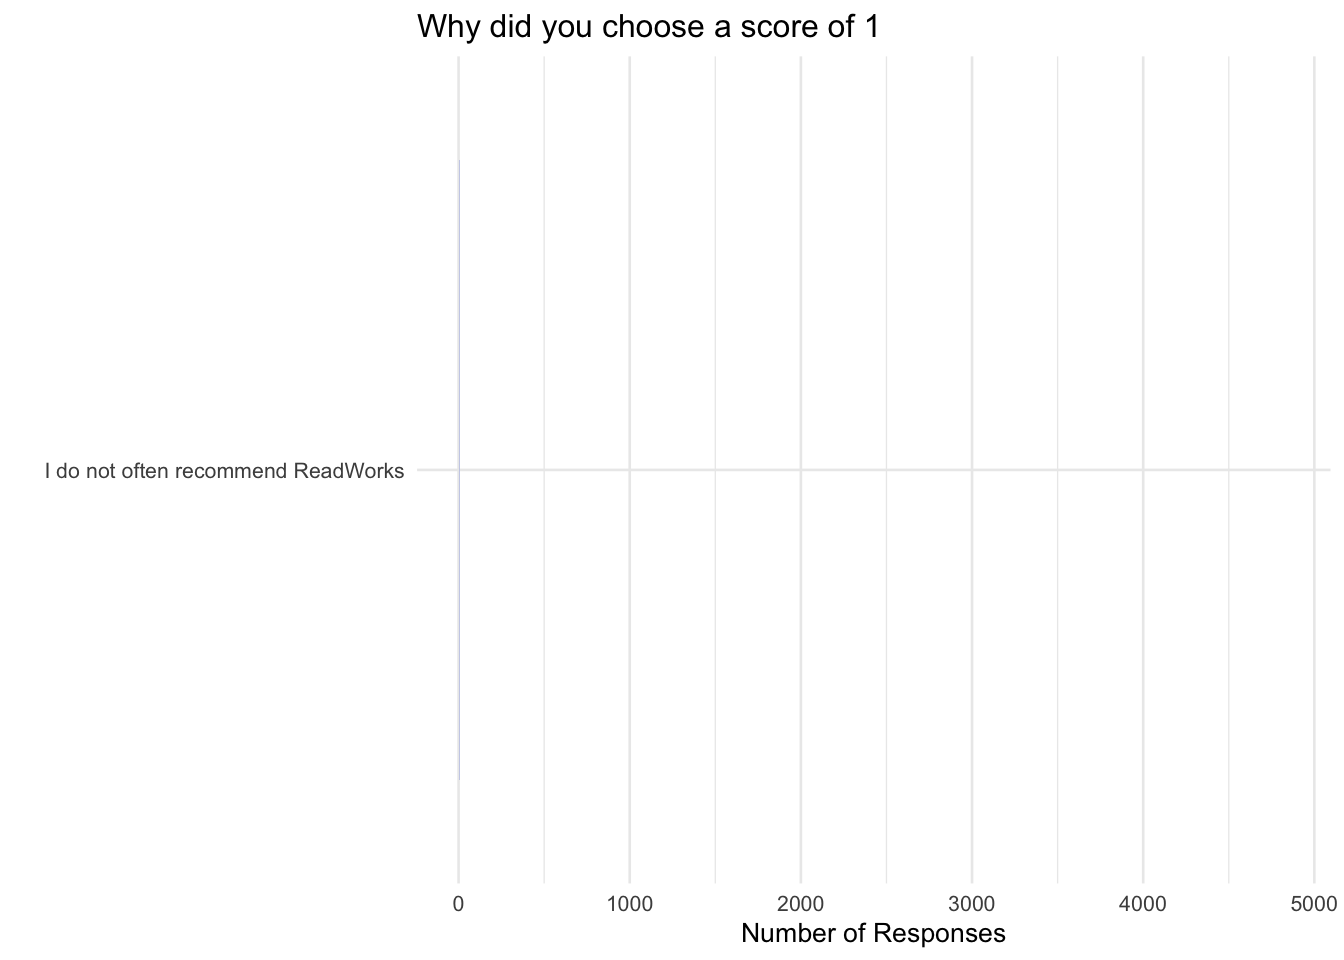 Why did you choose a score of 1
I do not often recommend ReadWorks
0 1000 2000 3000 4000 5000
Number of Responses